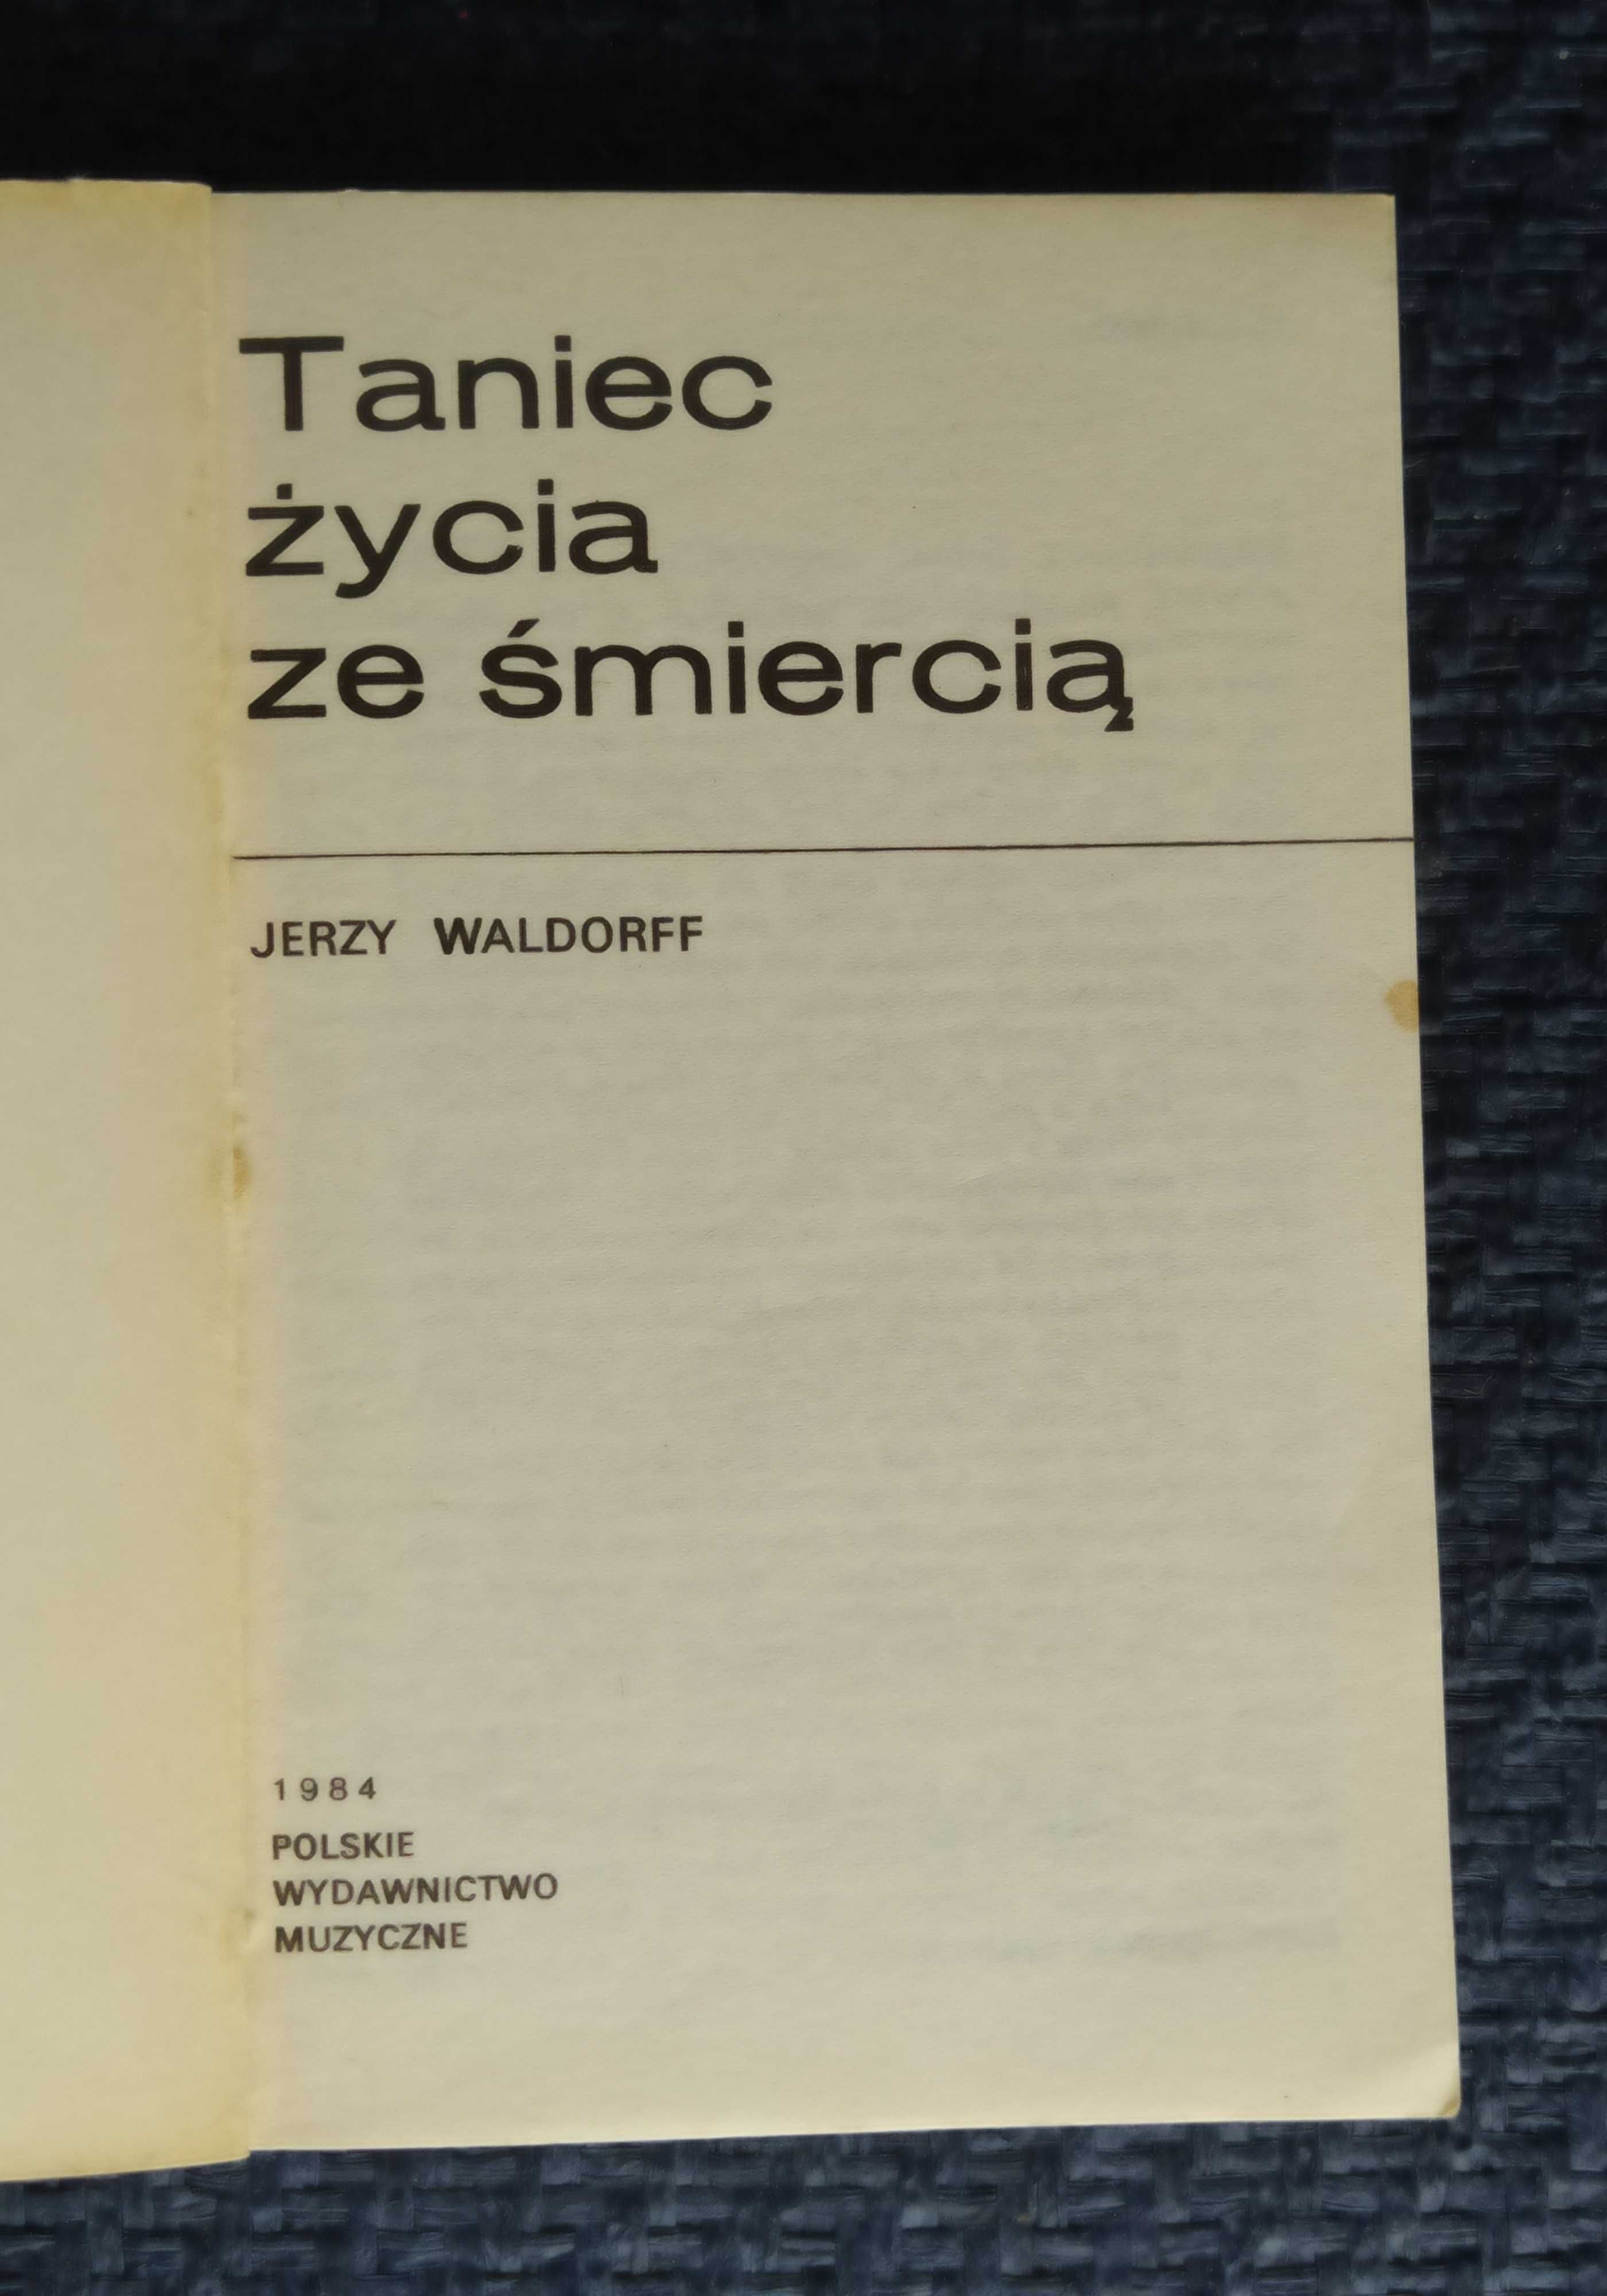 Taniec
życia
ze śmiercią
JERZY WALDORFF
1984
POLSKIE
WYDAWNICTWO
MUZYCZNE